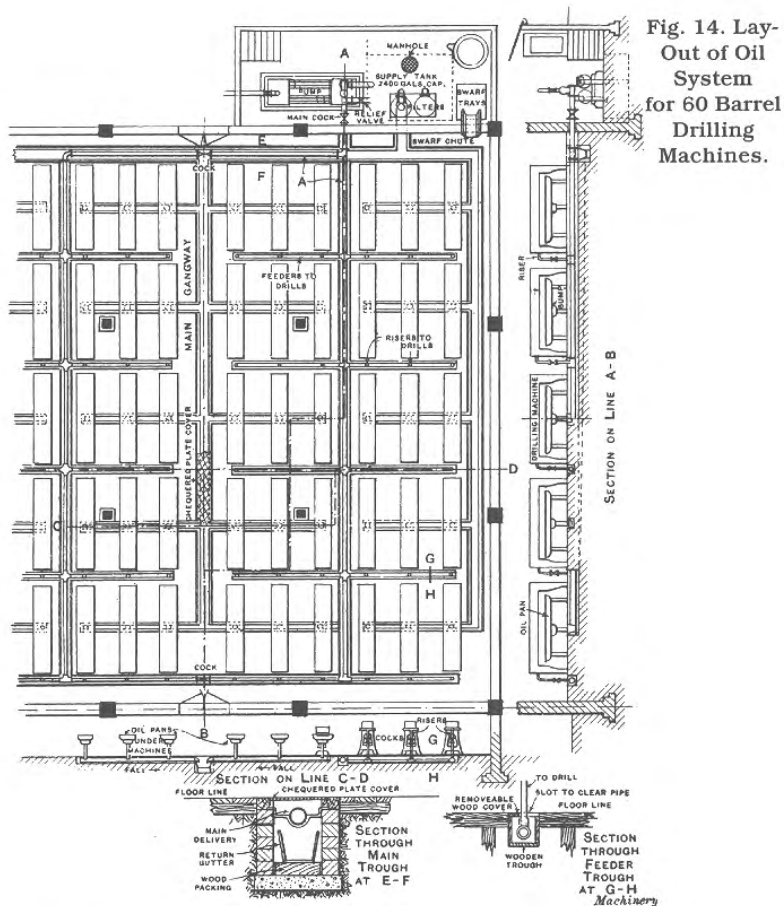 Fig. 14. Lay-
Out of Oil
System
for 60 Barrel
Drilling
Machines.
A
MANHOLE
SUPPLY TANK
2400 GALS. CAP.
PUMP
FILTERS
SWARF
TRAYS
RELIEF
VALVE
MAIN COCK
SWARF CHUTE
A
E
COCK
F
A
MAIN GANGWAY
FEEDERS TO
DRILLS
RISERS TO
DRILLS
CHEQUERED PLATE COVER
C
D
G
H
COCK
RISER
PUMP
DRILLING MACHINE
OIL PAN
SECTION ON LINE A-B
OIL PANS
UNDER
MACHINES
B
FALL
FALL
RISERS
COCKS
G
H
SECTION ON LINE C-D
FLOOR LINE
CHEQUERED PLATE COVER
MAIN
DELIVERY
RETURN
GUTTER
WOOD
PACKING
SECTION
THROUGH
MAIN
TROUGH
AT E-F
TO DRILL
SLOT TO CLEAR PIPE
REMOVEABLE
WOOD COVER
FLOOR LINE
WOODEN
TROUGH
SECTION
THROUGH
FEEDER
TROUGH
AT G-H
Machinery